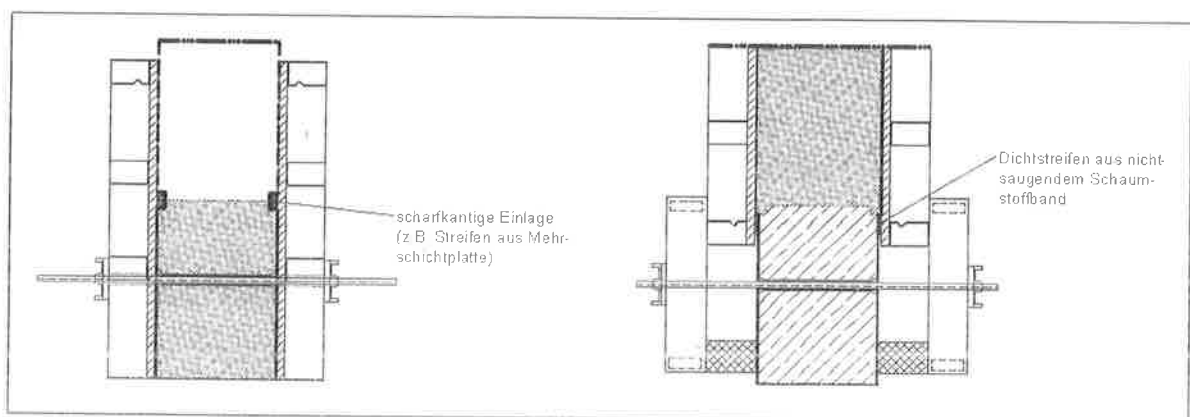 scharfkantige Einlage
(z.B. Streifen aus Mehr-
schichtplatte)
Dichtstreifen aus nicht-
saugendem Schaum-
stoffband